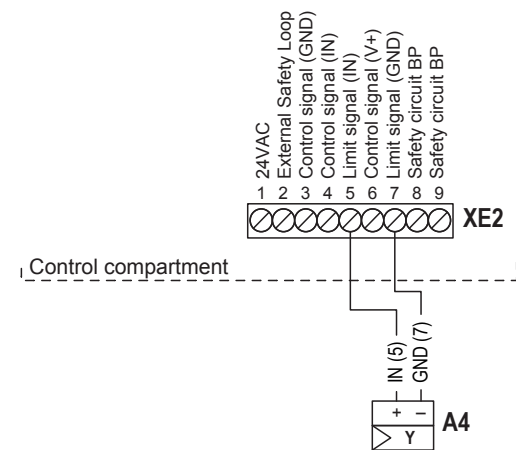 24VAC
External Safety Loop
Control signal (GND)
Control signal (IN)
Limit signal (IN)
Control signal (V+)
Limit signal (GND)
Safety circuit BP
Safety circuit BP
1 2 3 4 5 6 7 8 9
XE2
Control compartment
IN (5)
GND (7)
+ –
A4
Y